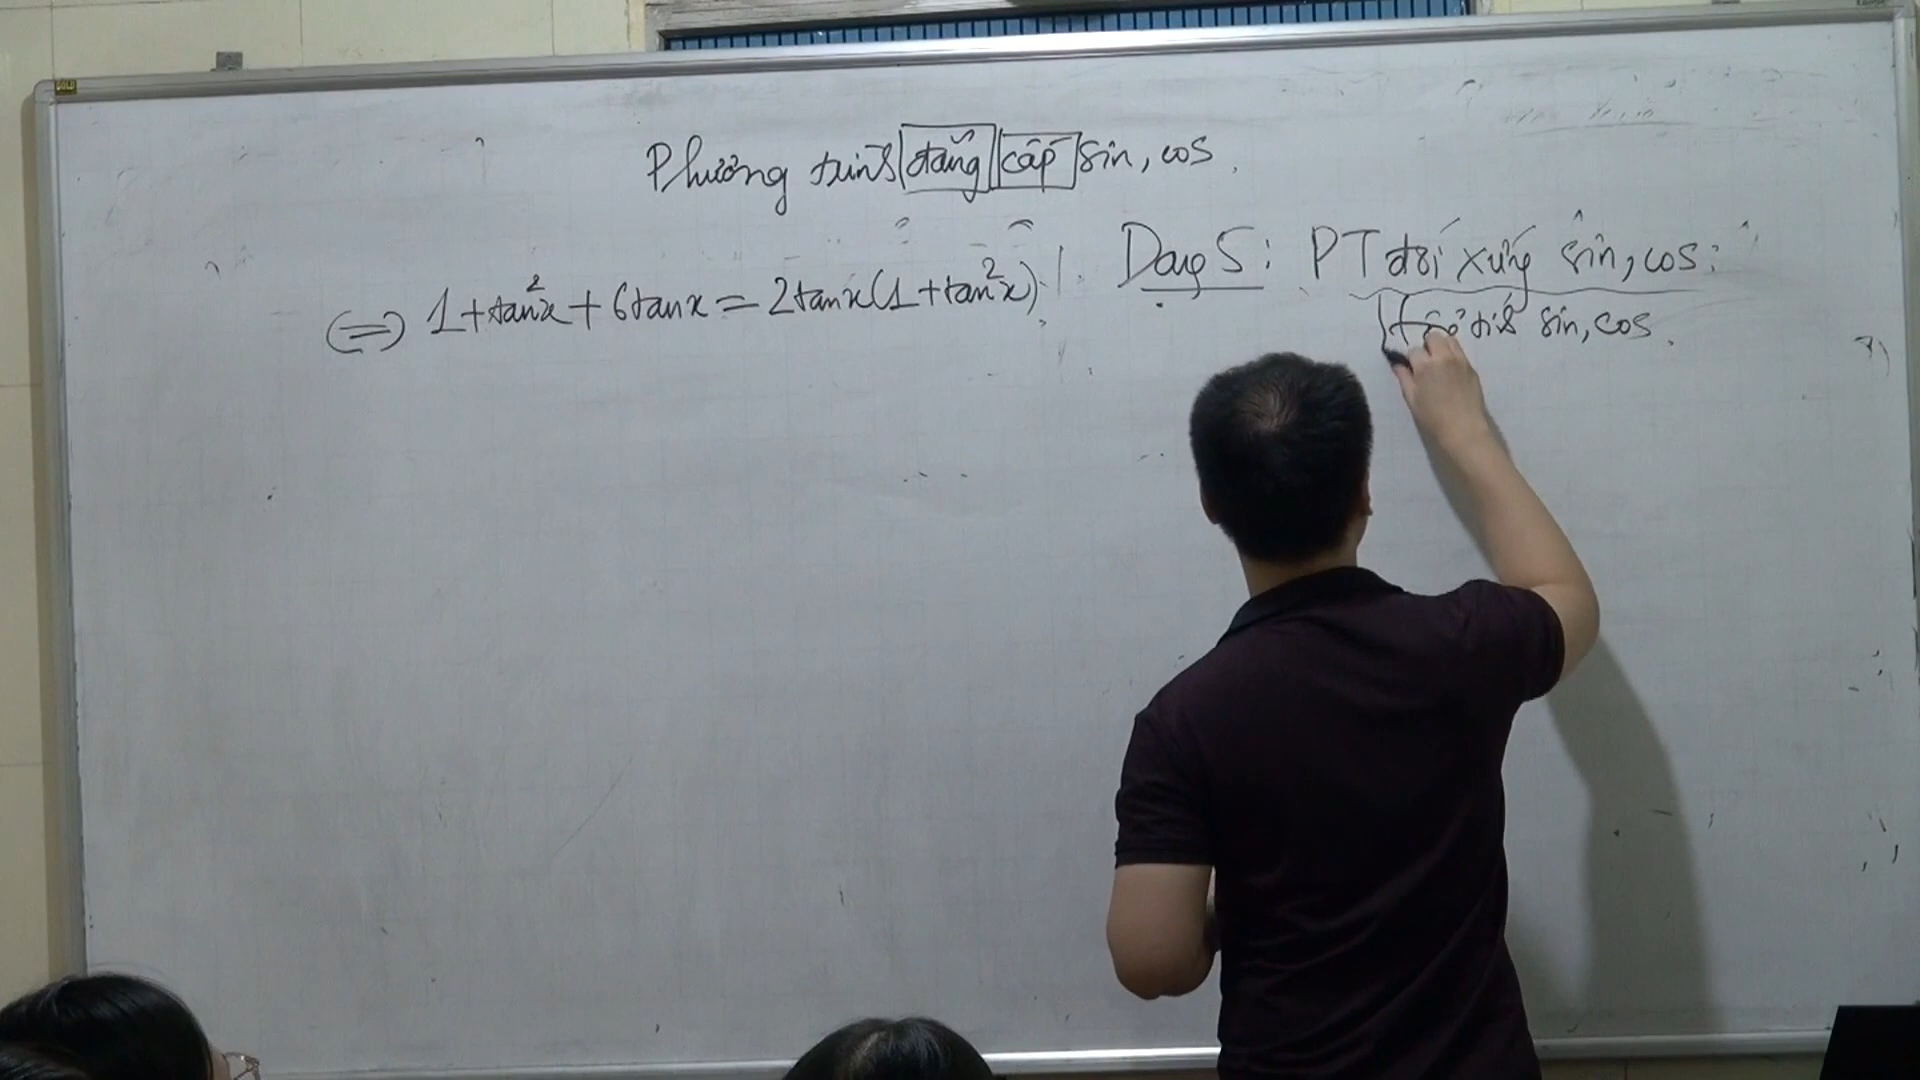 Phương trình đẳng cấp sin, cos.
(⇔) 1 + tan²x + 6tanx = 2tanx(1 + tan²x).
Dạng 5: PT đối xứng sin, cos:
sin, cos.